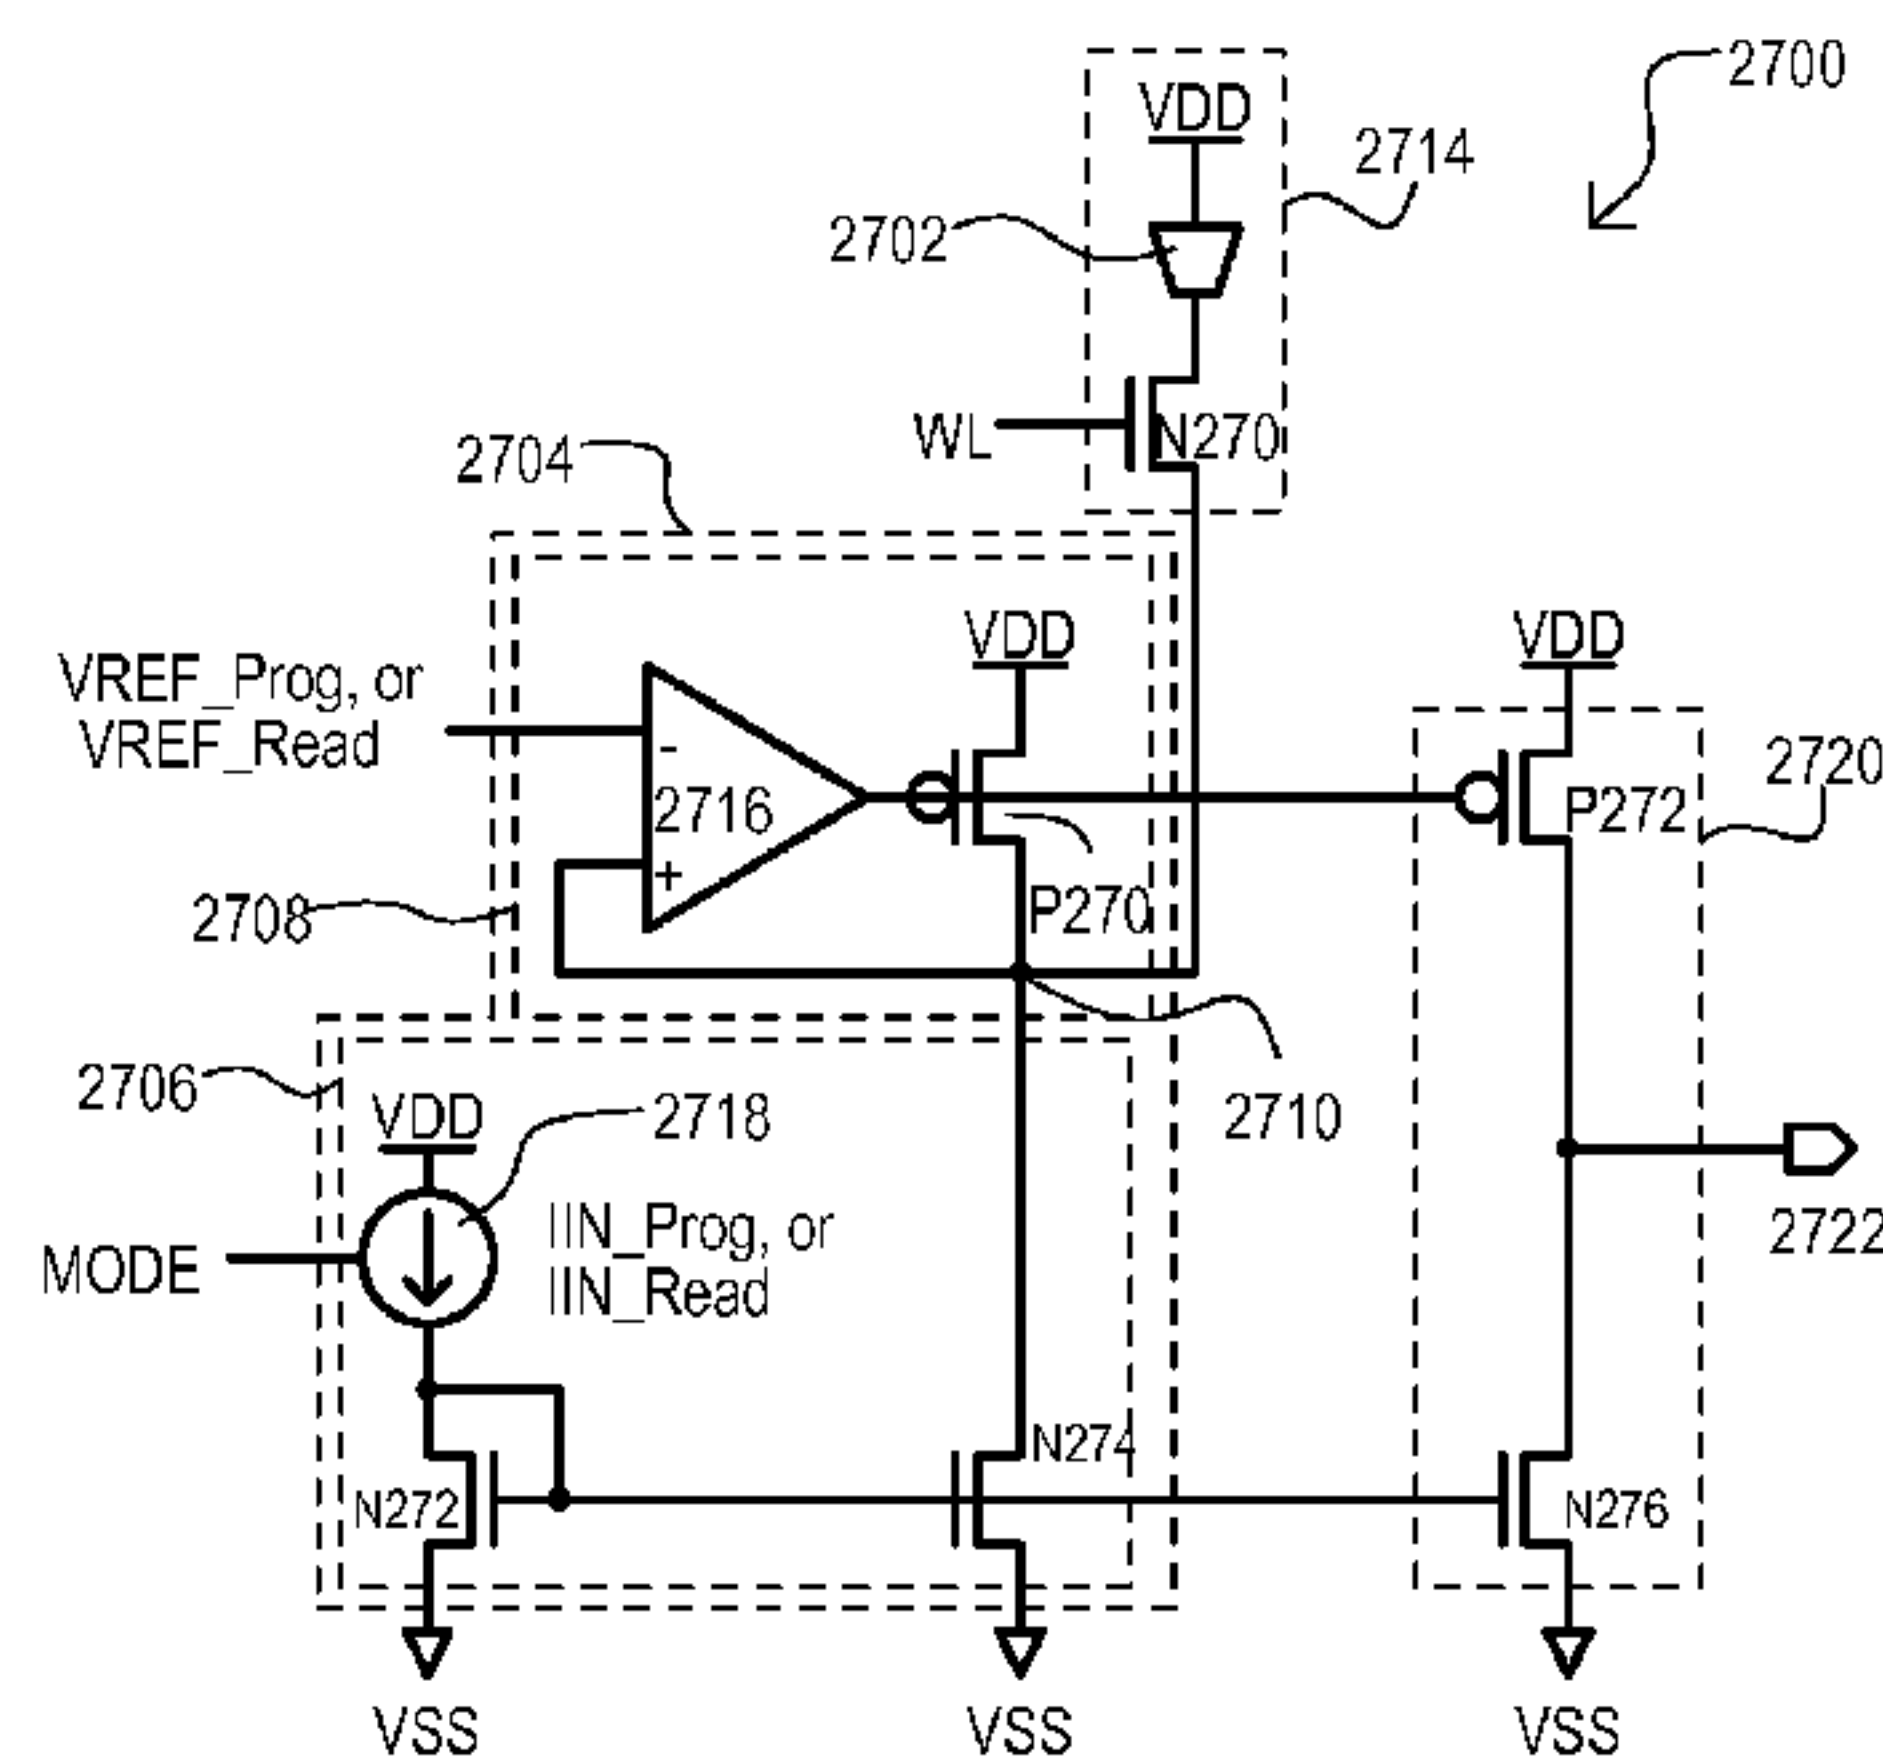 2700
VDD
2714
2702
WL
N270
2704
VREF_Prog, or
VREF_Read
VDD
VDD
-
2716
+
P272
2720
2708
P270
2706
VDD
2718
2710
IIN_Prog, or
IIN_Read
MODE
2722
N274
N272
N276
VSS
VSS
VSS